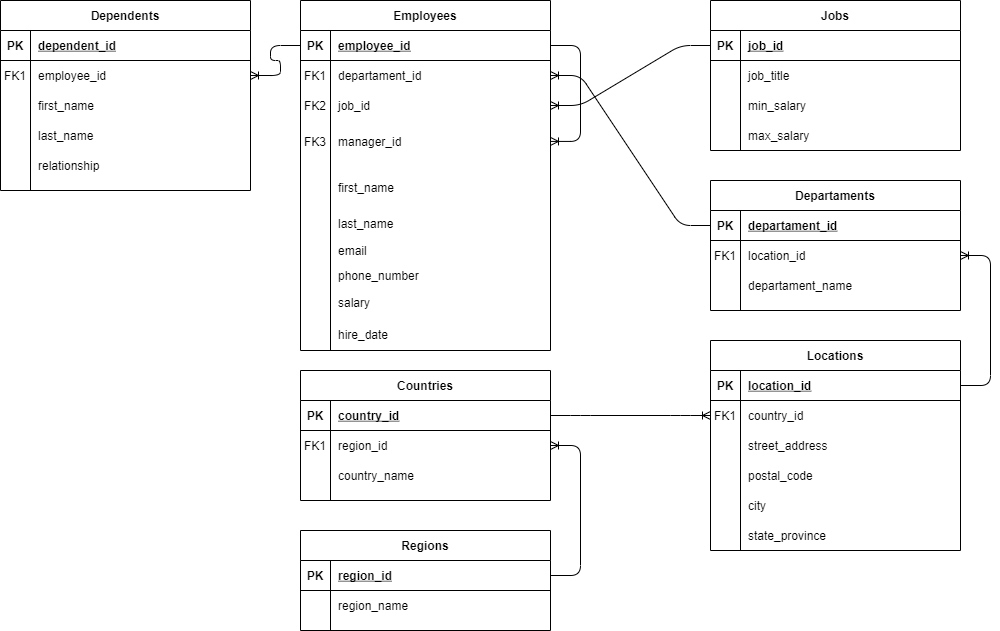 Dependents
PK dependent_id
FK1 employee_id
first_name
last_name
relationship
Employees
PK employee_id
FK1 departament_id
FK2 job_id
FK3 manager_id
first_name
last_name
email
phone_number
salary
hire_date
Jobs
PK job_id
job_title
min_salary
max_salary
Departaments
PK departament_id
FK1 location_id
departament_name
Locations
PK location_id
FK1 country_id
street_address
postal_code
city
state_province
Countries
PK country_id
FK1 region_id
country_name
Regions
PK region_id
region_name